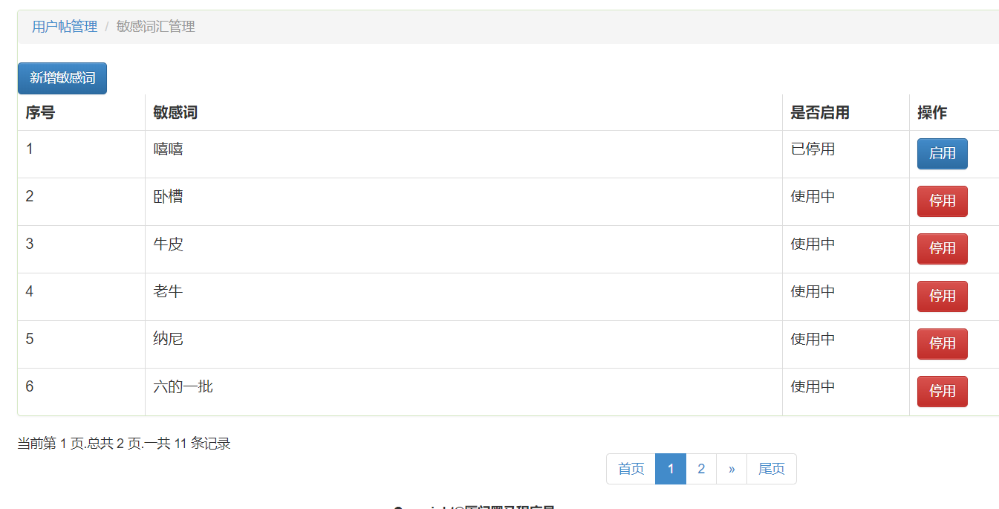 用户帖管理 / 敏感词汇管理
新增敏感词
序号 敏感词 是否启用 操作
1 嘻嘻 已停用 启用
2 卧槽 使用中 停用
3 牛皮 使用中 停用
4 老牛 使用中 停用
5 纳尼 使用中 停用
6 六的一批 使用中 停用
当前第 1 页.总共 2 页.一共 11 条记录
首页 1 2 » 尾页